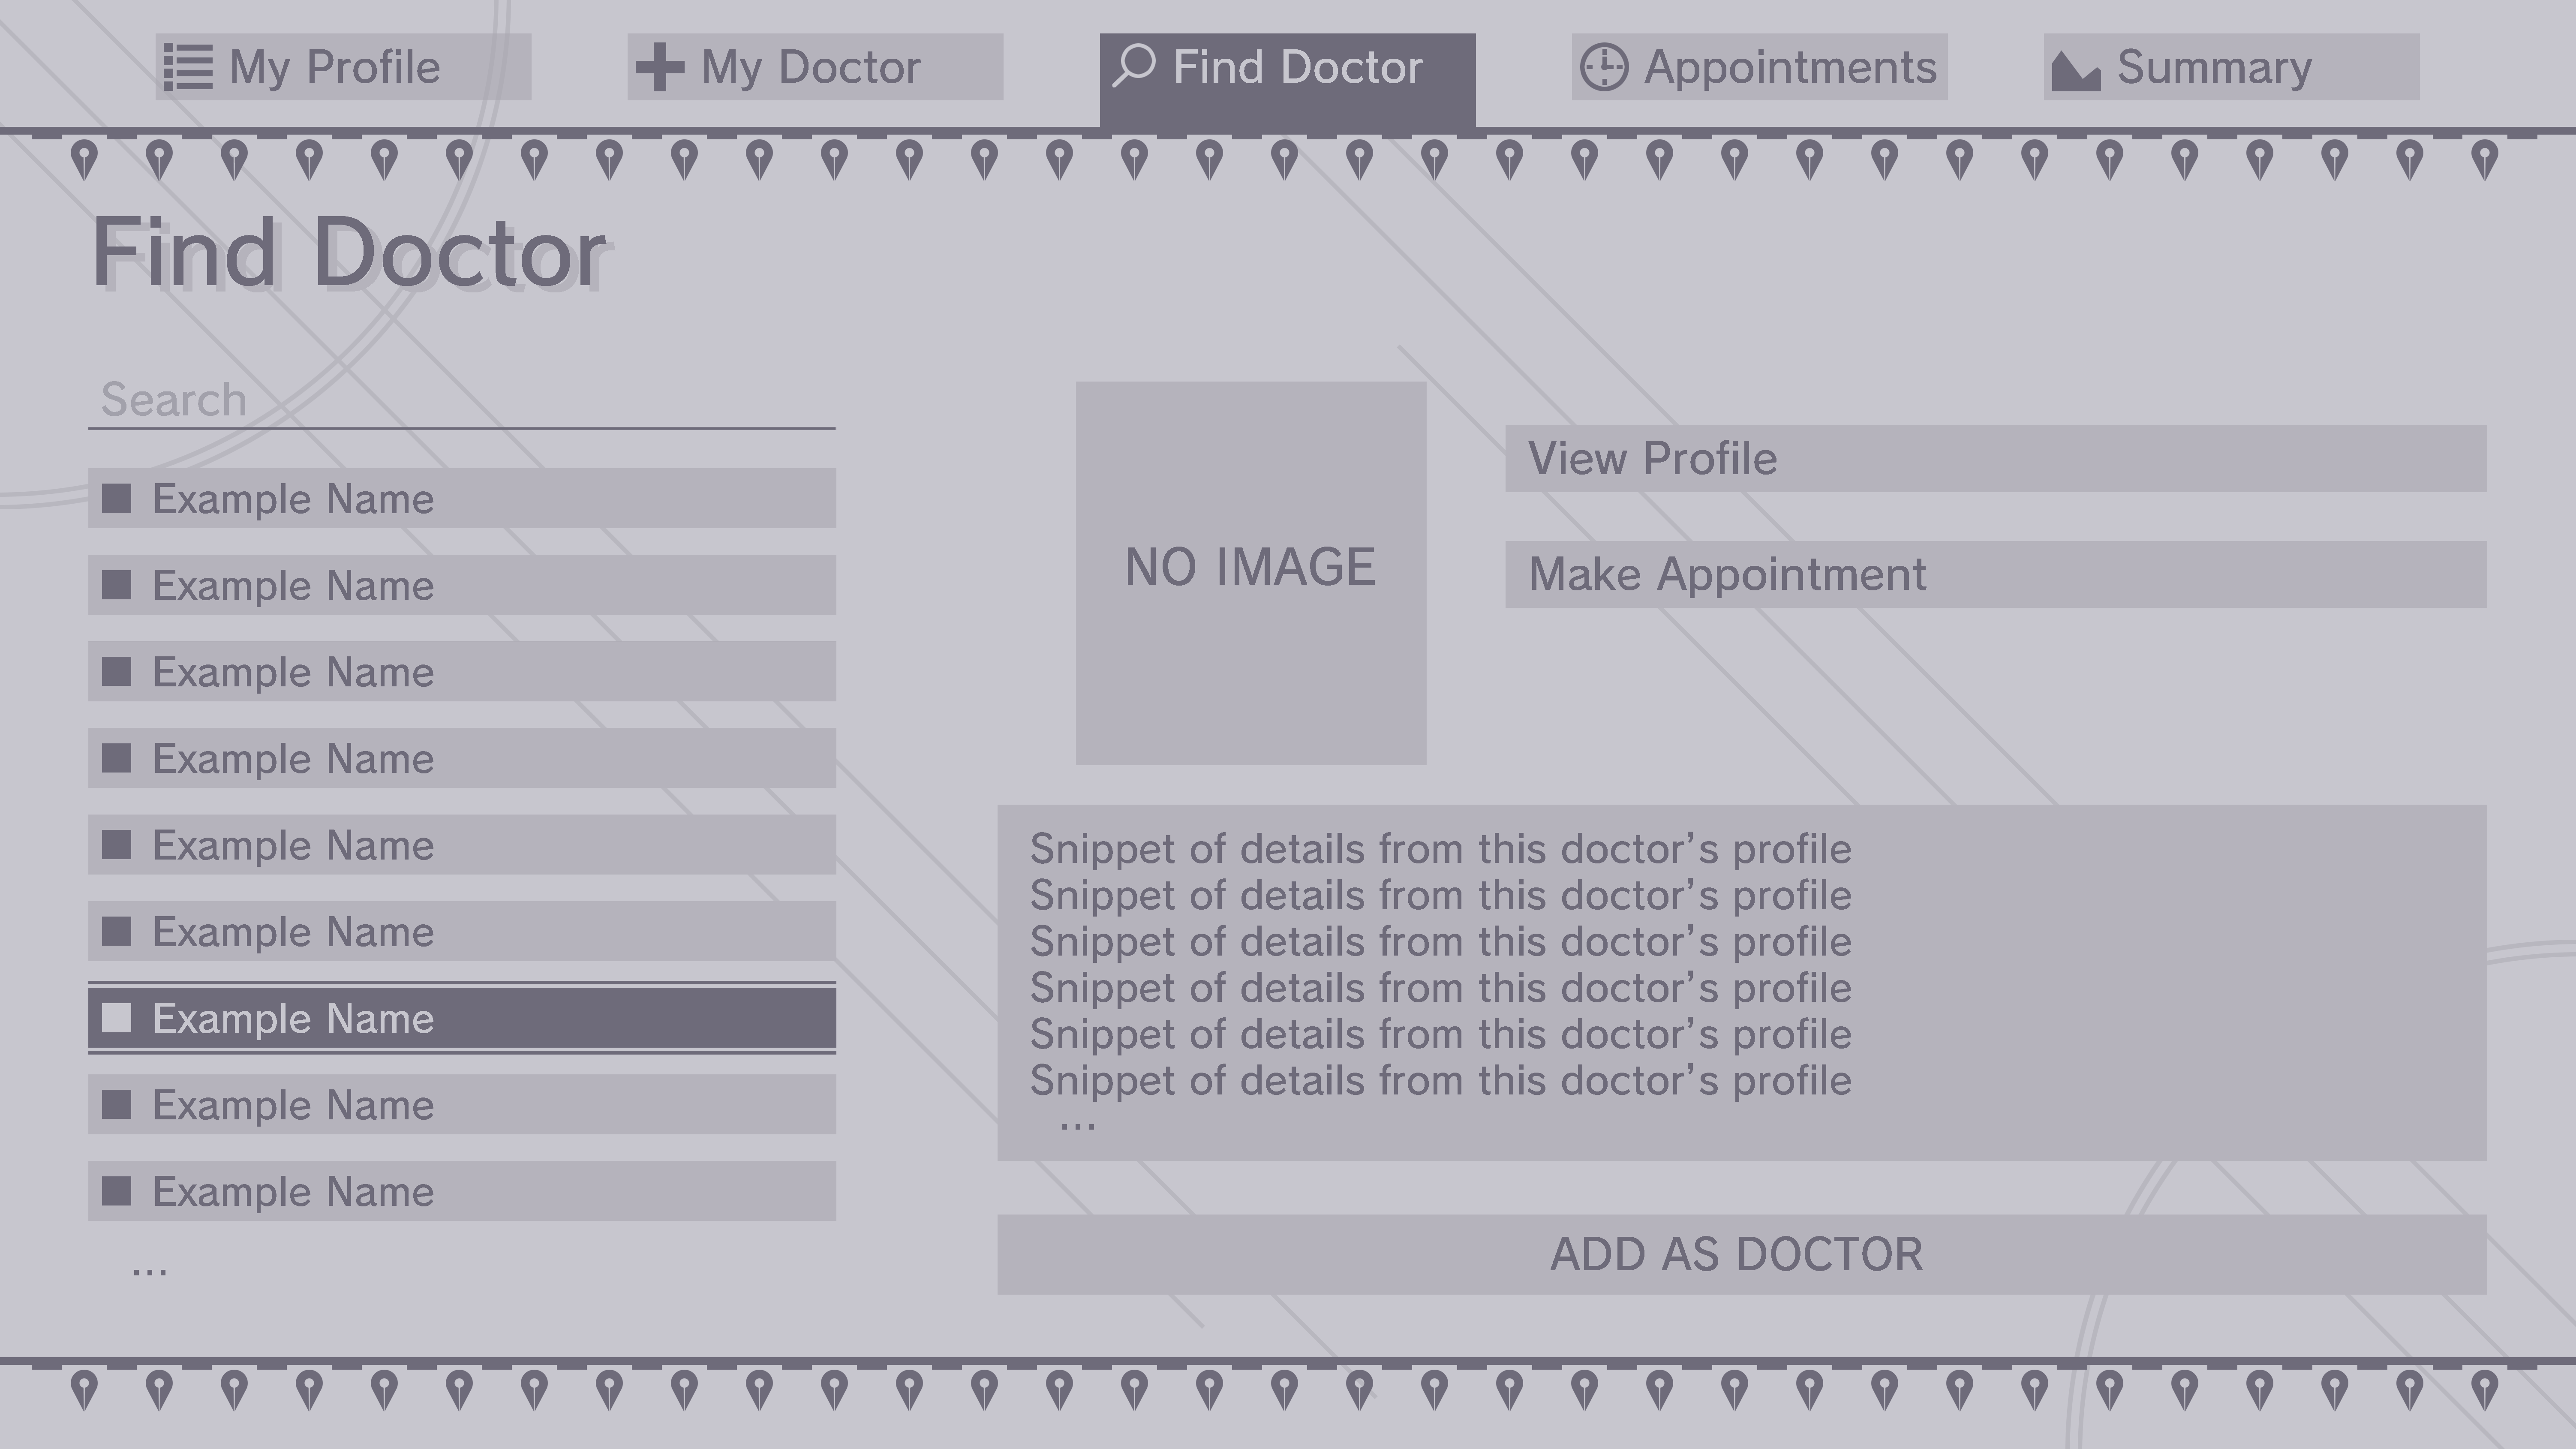 My Profile
My Doctor
Find Doctor
Appointments
Summary
Find Doctor
Search
Example Name
Example Name
Example Name
Example Name
Example Name
Example Name
Example Name
Example Name
Example Name
...
NO IMAGE
View Profile
Make Appointment
Snippet of details from this doctor’s profile
Snippet of details from this doctor’s profile
Snippet of details from this doctor’s profile
Snippet of details from this doctor’s profile
Snippet of details from this doctor’s profile
Snippet of details from this doctor’s profile
...
ADD AS DOCTOR